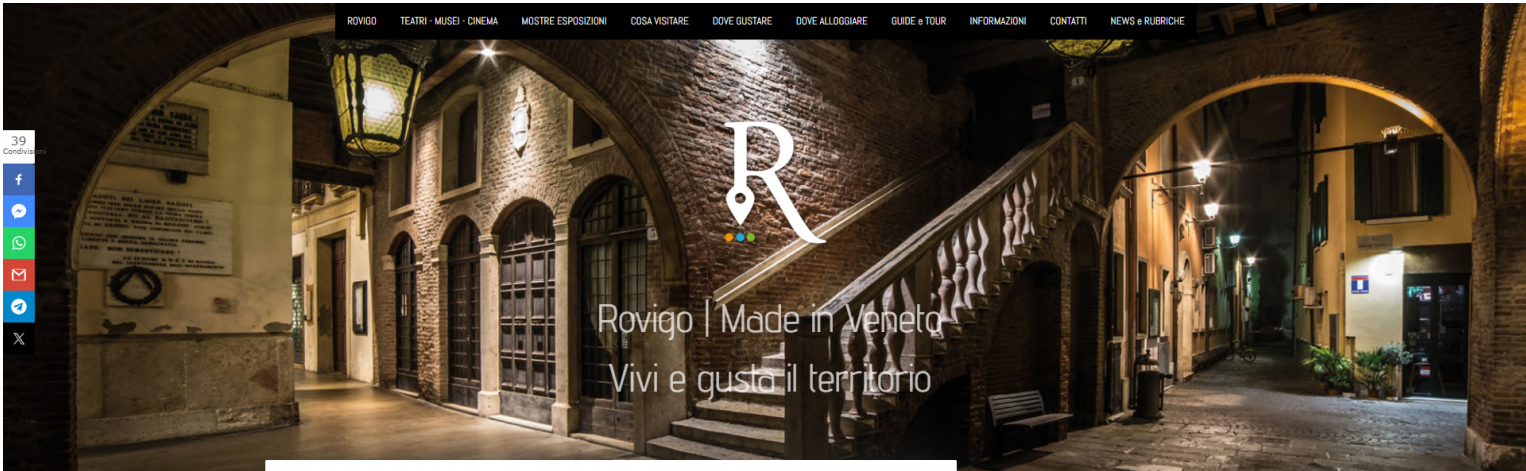 ROVIGO
TEATRI - MUSEI - CINEMA
MOSTRE ESPOSIZIONI
COSA VISITARE
DOVE GUSTARE
DOVE ALLOGGIARE
GUIDE e TOUR
INFORMAZIONI
CONTATTI
NEWS e RUBRICHE
39
Condivisioni
R
Rovigo | Made in Veneto
Vivi e gusta il territorio